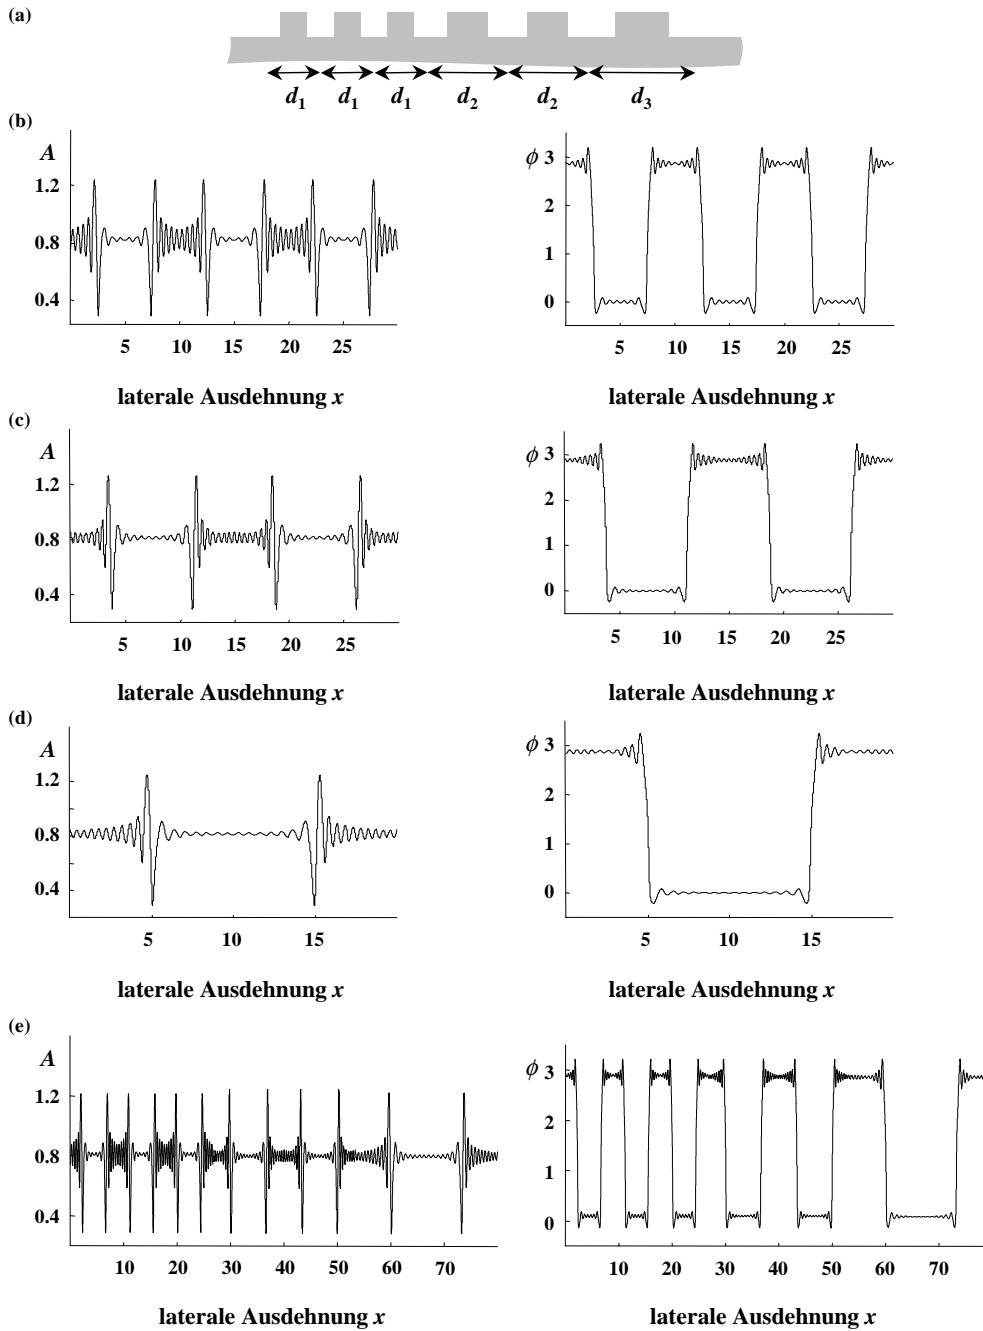 (a)
d1 d1 d1 d2 d2 d3
(b)
A
1.2
0.8
0.4
5 10 15 20 25
laterale Ausdehnung x
ϕ 3
2
1
0
5 10 15 20 25
laterale Ausdehnung x
(c)
A
1.2
0.8
0.4
5 10 15 20 25
laterale Ausdehnung x
ϕ 3
2
1
0
5 10 15 20 25
laterale Ausdehnung x
(d)
A
1.2
0.8
0.4
5 10 15
laterale Ausdehnung x
ϕ 3
2
1
0
5 10 15
laterale Ausdehnung x
(e)
A
1.2
0.8
0.4
10 20 30 40 50 60 70
laterale Ausdehnung x
ϕ 3
2
1
0
10 20 30 40 50 60 70
laterale Ausdehnung x